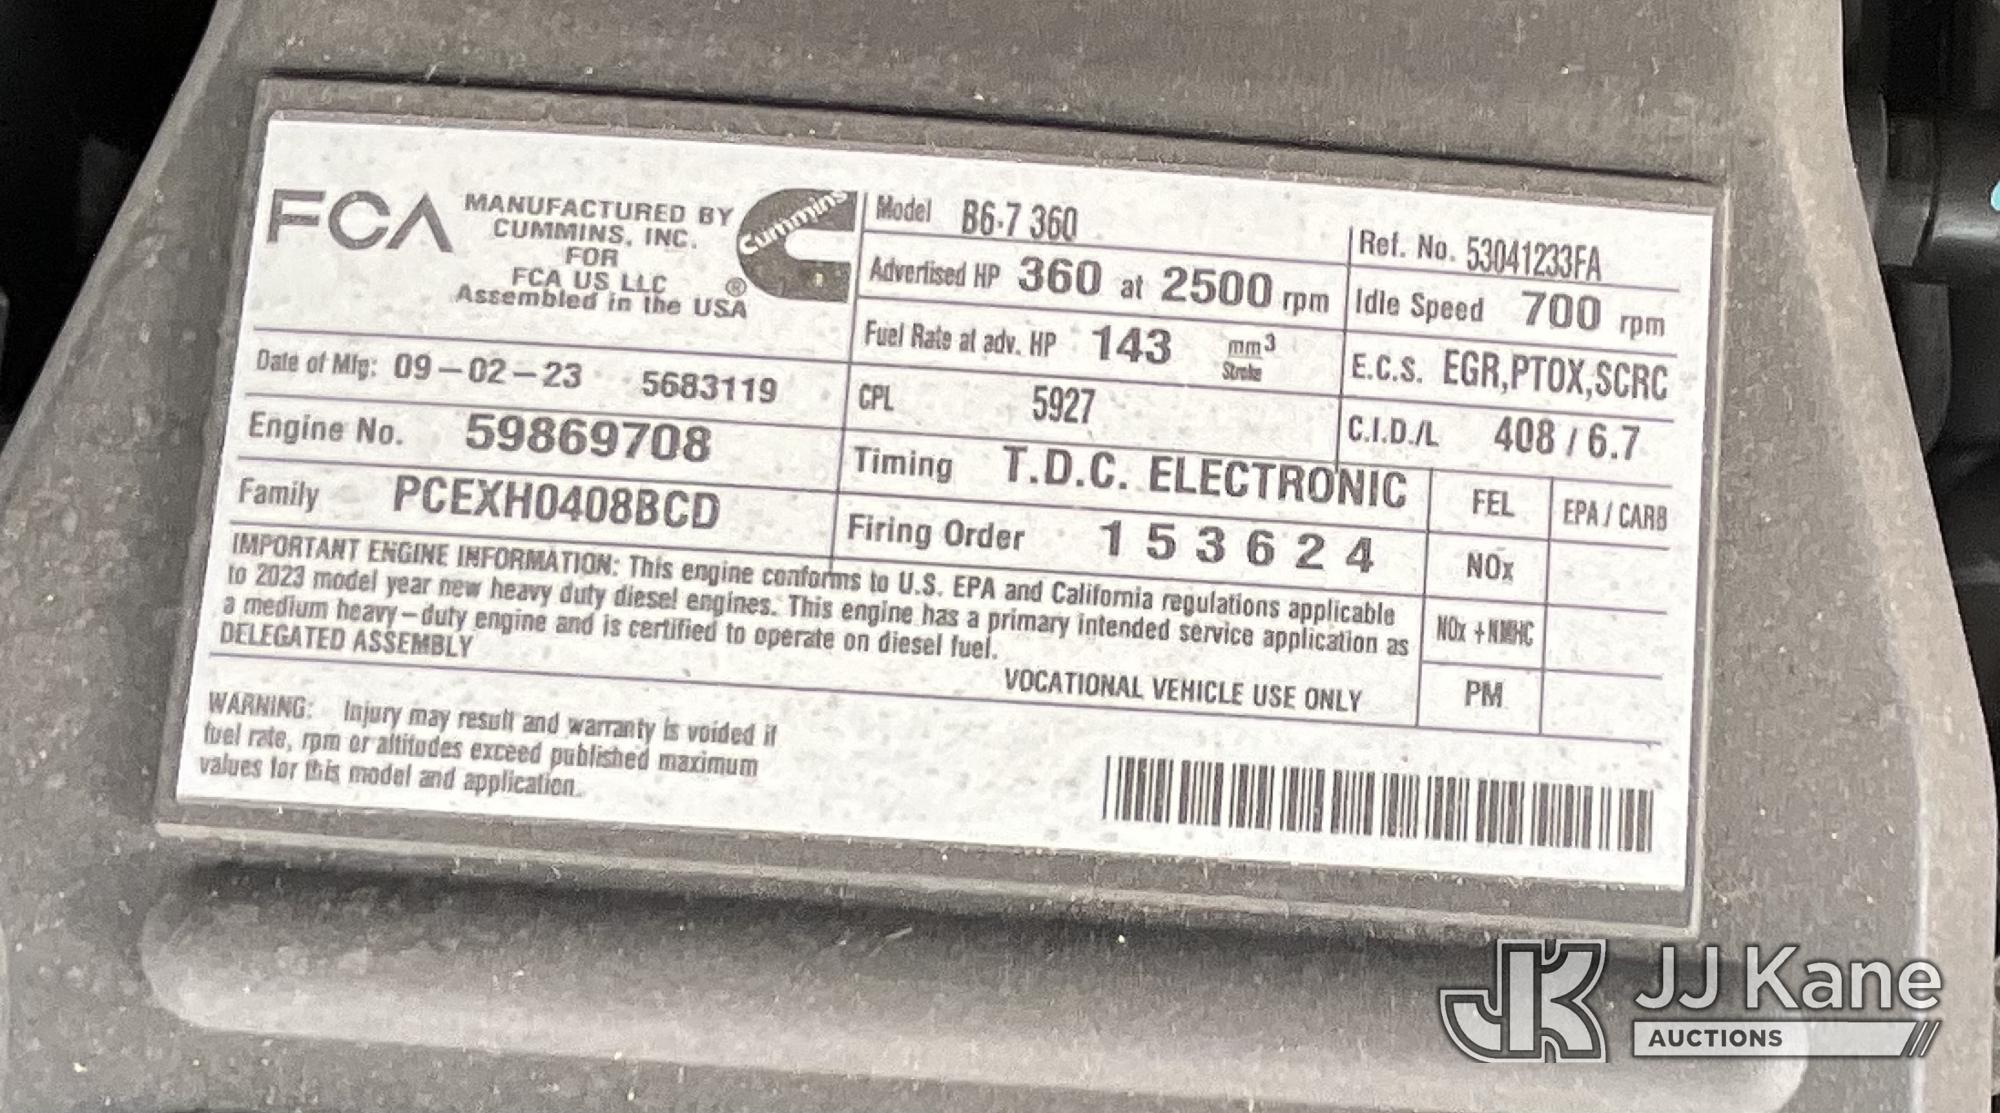 FCA
MANUFACTURED BY
CUMMINS, INC.
FOR
FCA US LLC
Assembled in the USA
Cummins
®
Date of Mfg: 09-02-23 5683119
Engine No. 59869708
Family PCEXH0408BCD
Model B6.7 360
Ref. No. 53041233FA
Advertised HP 360 at 2500 rpm
Idle Speed 700 rpm
Fuel Rate at adv. HP 143 mm3
Stroke
E.C.S. EGR,PTOX,SCRC
CPL 5927
C.I.D./L 408 / 6.7
Timing T.D.C. ELECTRONIC
Firing Order 1 5 3 6 2 4
FEL EPA / CARB
NOx
NOx +NMHC
PM
IMPORTANT ENGINE INFORMATION: This engine conforms to U.S. EPA and California regulations applicable
to 2023 model year new heavy duty diesel engines. This engine has a primary intended service application as
a medium heavy-duty engine and is certified to operate on diesel fuel.
DELEGATED ASSEMBLY
VOCATIONAL VEHICLE USE ONLY
WARNING: Injury may result and warranty is voided if
fuel rate, rpm or altitudes exceed published maximum
values for this model and application.
JK JJ Kane
AUCTIONS